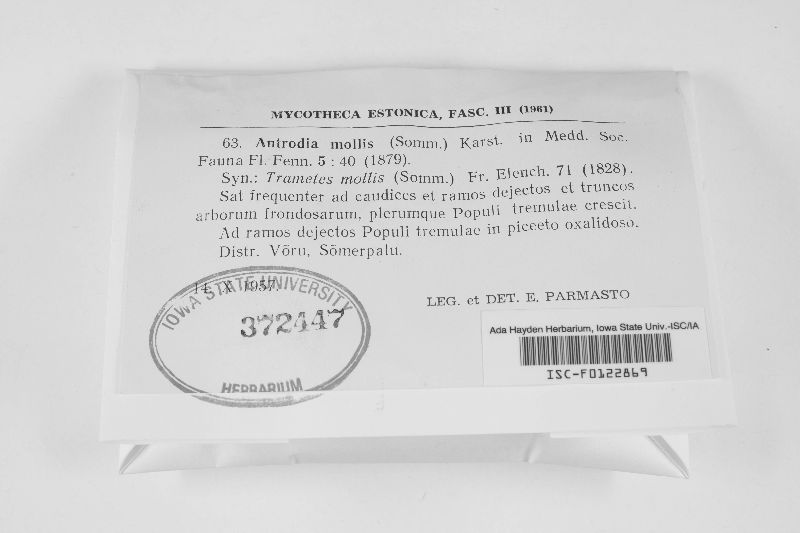 MYCOTHECA ESTONICA, FASC. III (1961)
63. Antrodia mollis (Somm.) Karst. in Medd. Soc.
Fauna Fl. Fenn. 5 : 40 (1879).
Syn.: Trametes mollis (Somm.) Fr. Elench. 71 (1828).
Sat frequenter ad caudices et ramos dejectos et truncos
arborum frondosarum, plerumque Populi tremulae crescit.
Ad ramos dejectos Populi tremulae in piceeto oxalidoso.
Distr. Võru, Sõmerpalu.
14. X 1957.
LEG. et DET. E. PARMASTO
IOWA STATE UNIVERSITY
372447
HERBARIUM
Ada Hayden Herbarium, Iowa State Univ.-ISC/IA
ISC-F0122869